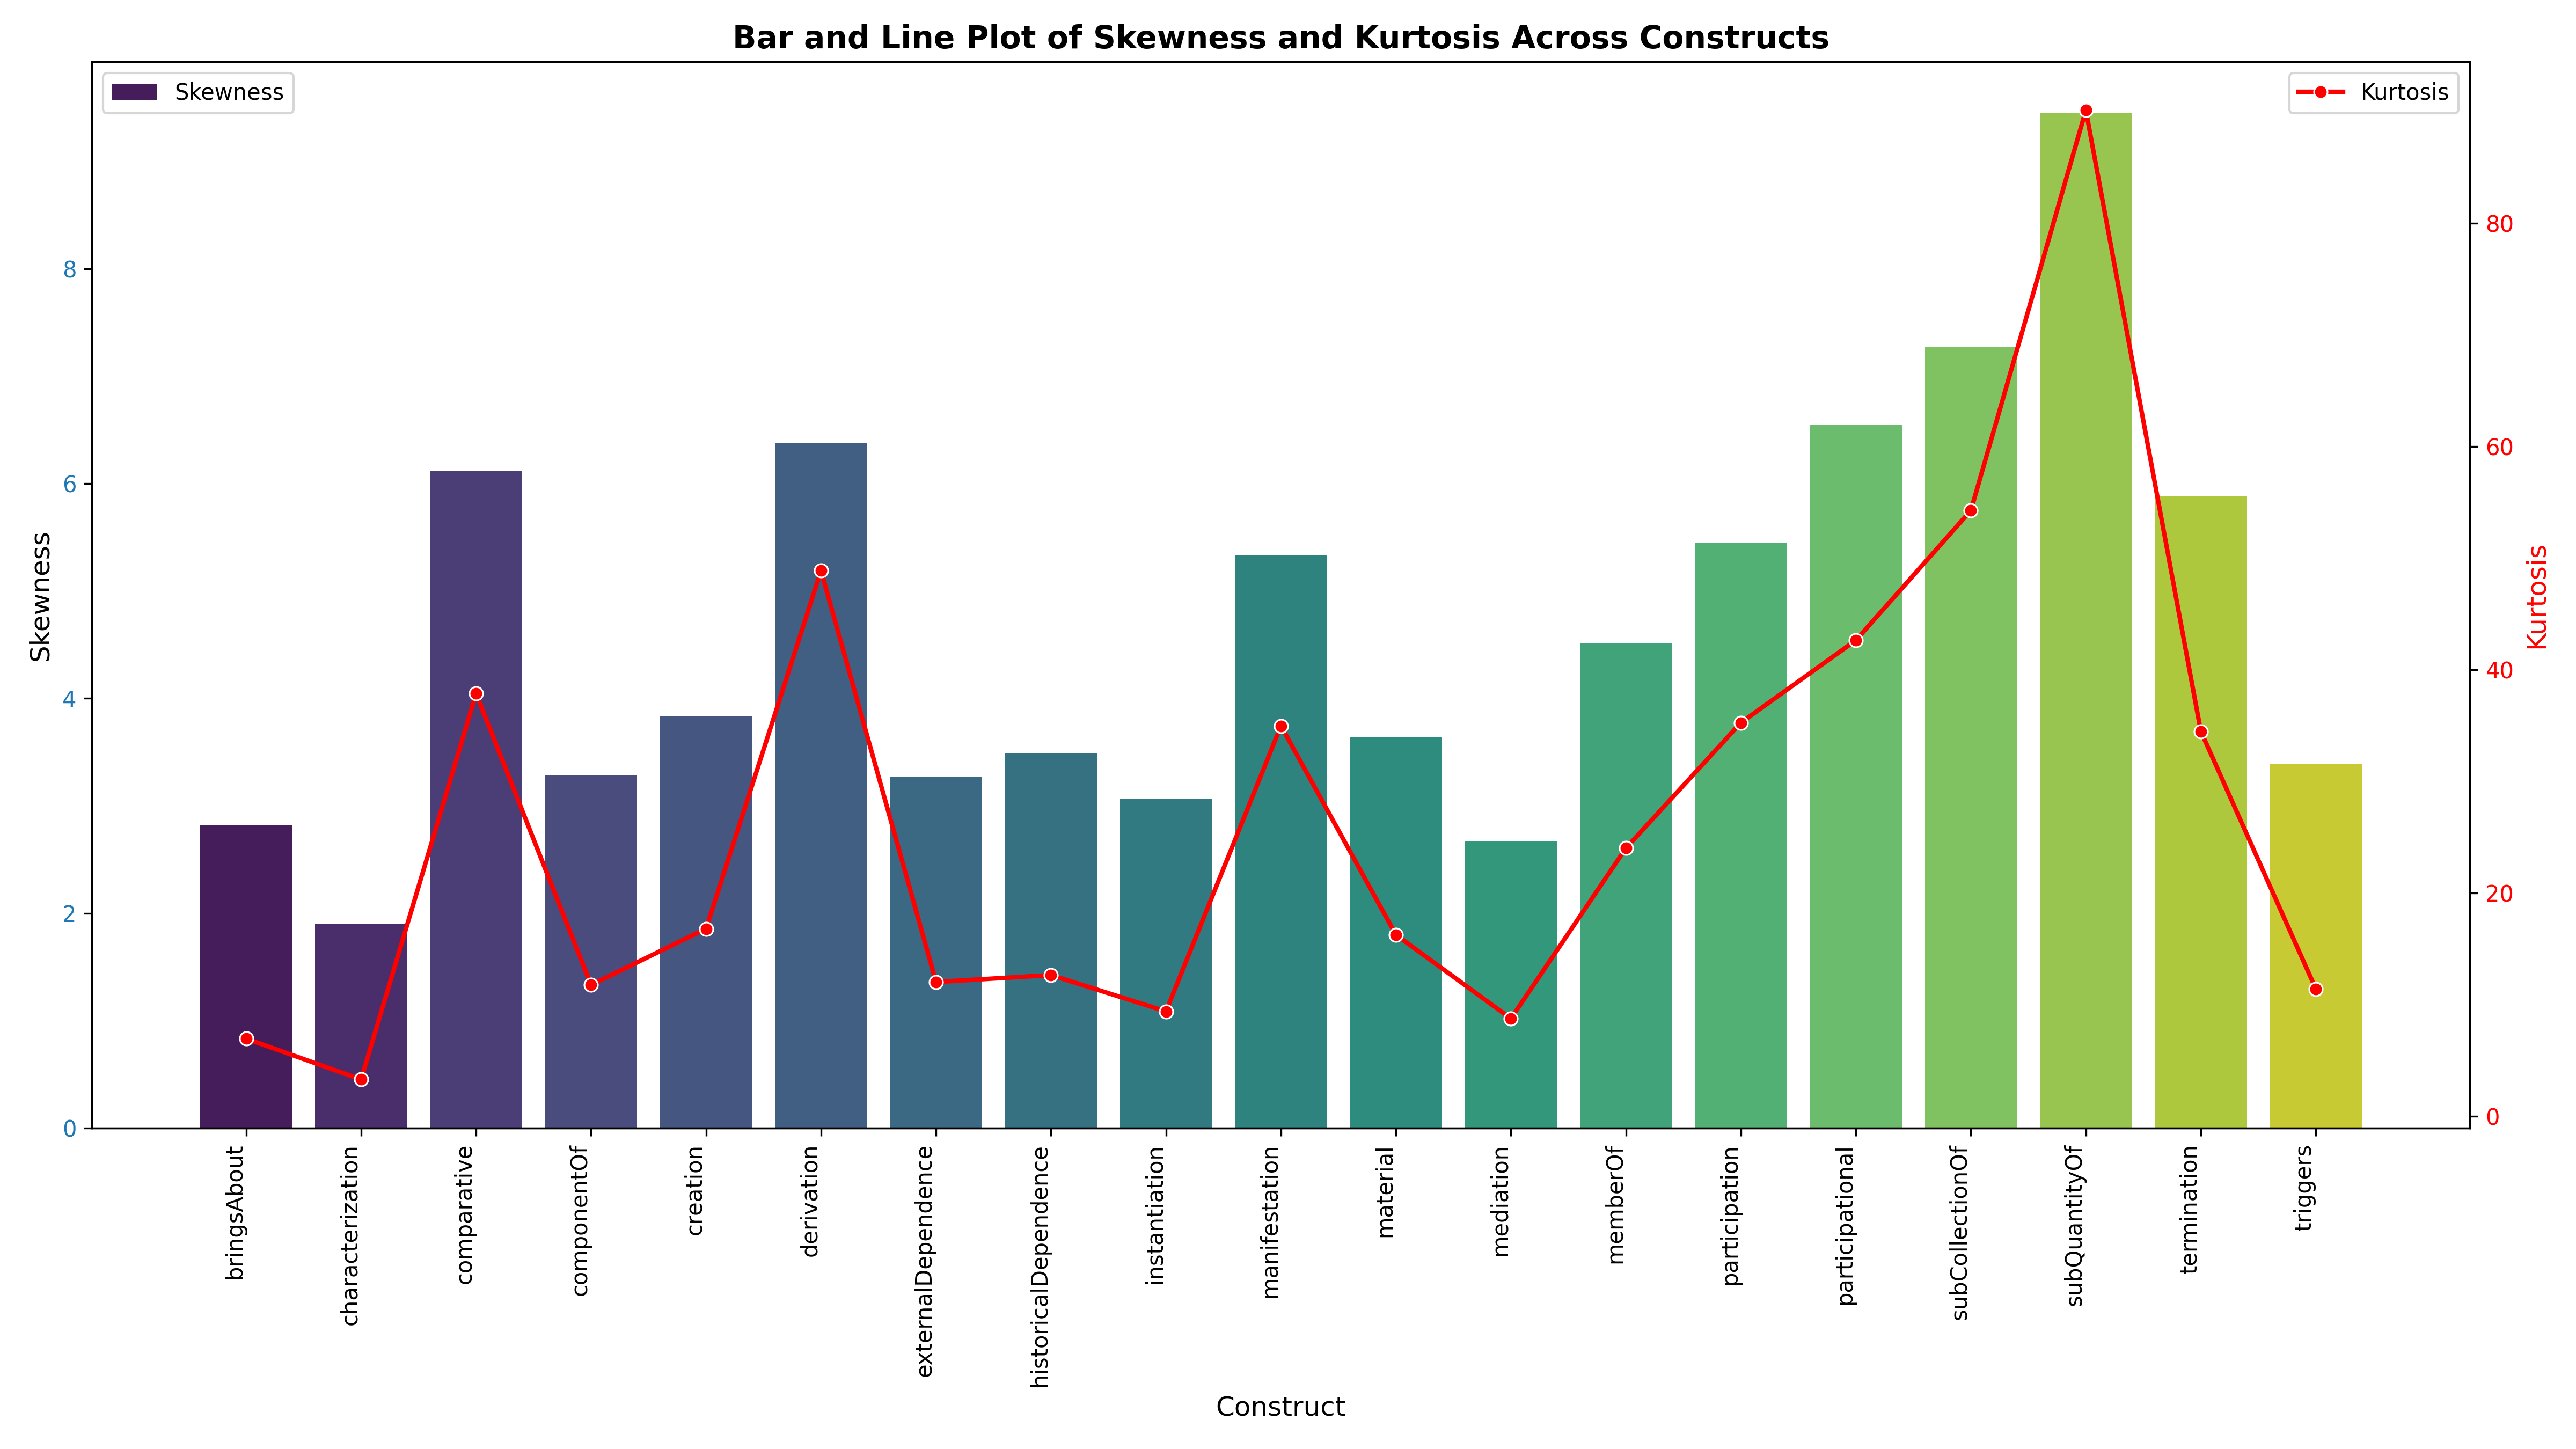 Bar and Line Plot of Skewness and Kurtosis Across Constructs
Skewness
Kurtosis
8
6
4
2
0
Skewness
80
60
40
20
0
Kurtosis
bringsAbout
characterization
comparative
componentOf
creation
derivation
externalDependence
historicalDependence
instantiation
manifestation
material
mediation
memberOf
participation
participational
subCollectionOf
subQuantityOf
termination
triggers
Construct